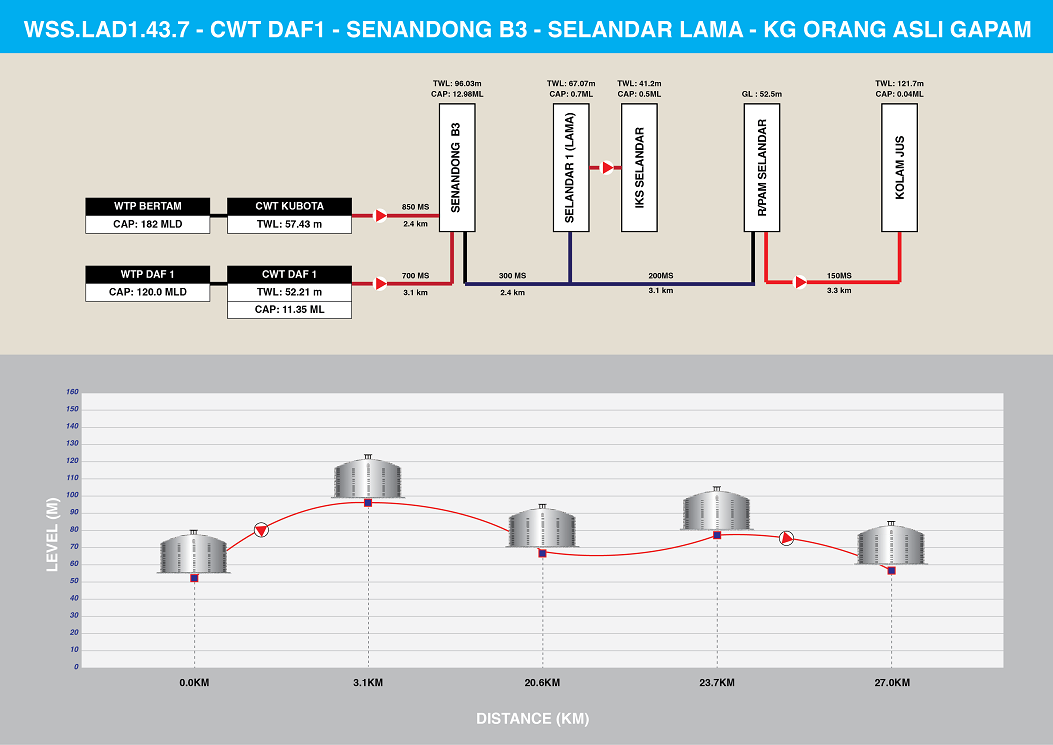 WSS.LAD1.43.7 - CWT DAF1 - SENANDONG B3 - SELANDAR LAMA - KG ORANG ASLI GAPAM
TWL: 96.03m
CAP: 12.98ML
TWL: 67.07m
CAP: 0.7ML
TWL: 41.2m
CAP: 0.5ML
GL : 52.5m
TWL: 121.7m
CAP: 0.04ML
SENANDONG B3
SELANDAR 1 (LAMA)
IKS SELANDAR
R/PAM SELANDAR
KOLAM JUS
WTP BERTAM
CAP: 182 MLD
CWT KUBOTA
TWL: 57.43 m
850 MS
2.4 km
WTP DAF 1
CAP: 120.0 MLD
CWT DAF 1
TWL: 52.21 m
CAP: 11.35 ML
700 MS
3.1 km
300 MS
2.4 km
200MS
3.1 km
150MS
3.3 km
LEVEL (M)
160
150
140
130
120
110
100
90
80
70
60
50
40
30
20
10
0
0.0KM
3.1KM
20.6KM
23.7KM
27.0KM
DISTANCE (KM)